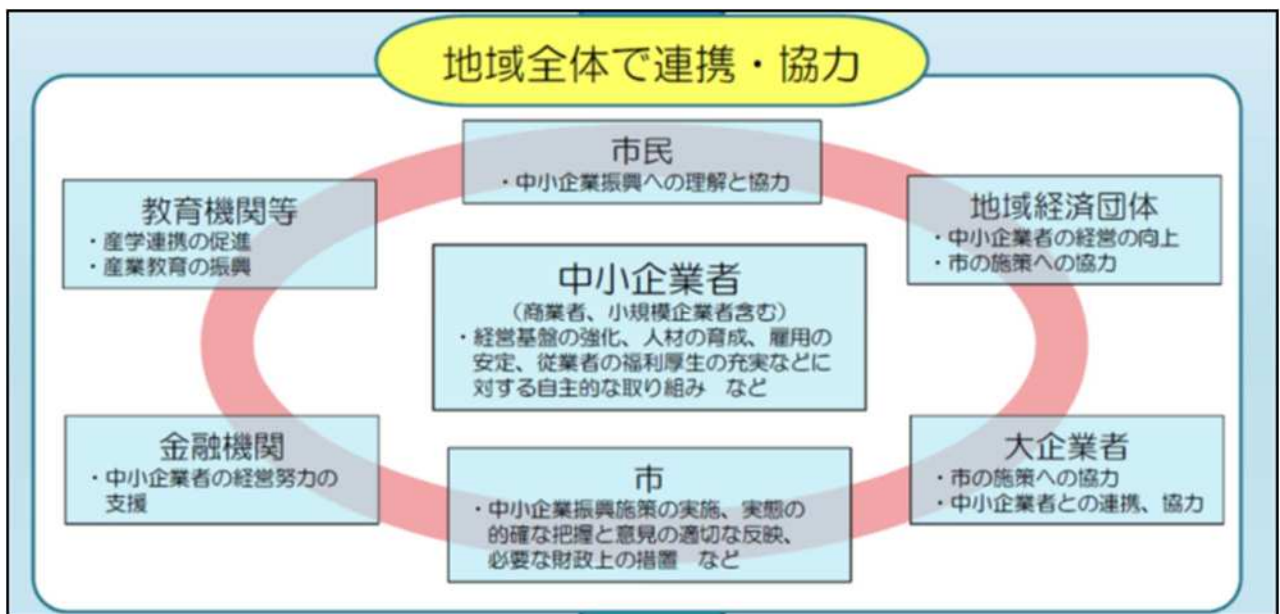 地域全体で連携・協力
市民
・中小企業振興への理解と協力
教育機関等
・産学連携の促進
・産業教育の振興
地域経済団体
・中小企業者の経営の向上
・市の施策への協力
中小企業者
(商業者、小規模企業者含む)
・経営基盤の強化、人材の育成、雇用の
安定、従業者の福利厚生の充実などに
対する自主的な取り組み　など
金融機関
・中小企業者の経営努力の
支援
市
・中小企業振興施策の実施、実態の
的確な把握と意見の適切な反映、
必要な財政上の措置　など
大企業者
・市の施策への協力
・中小企業者との連携、協力